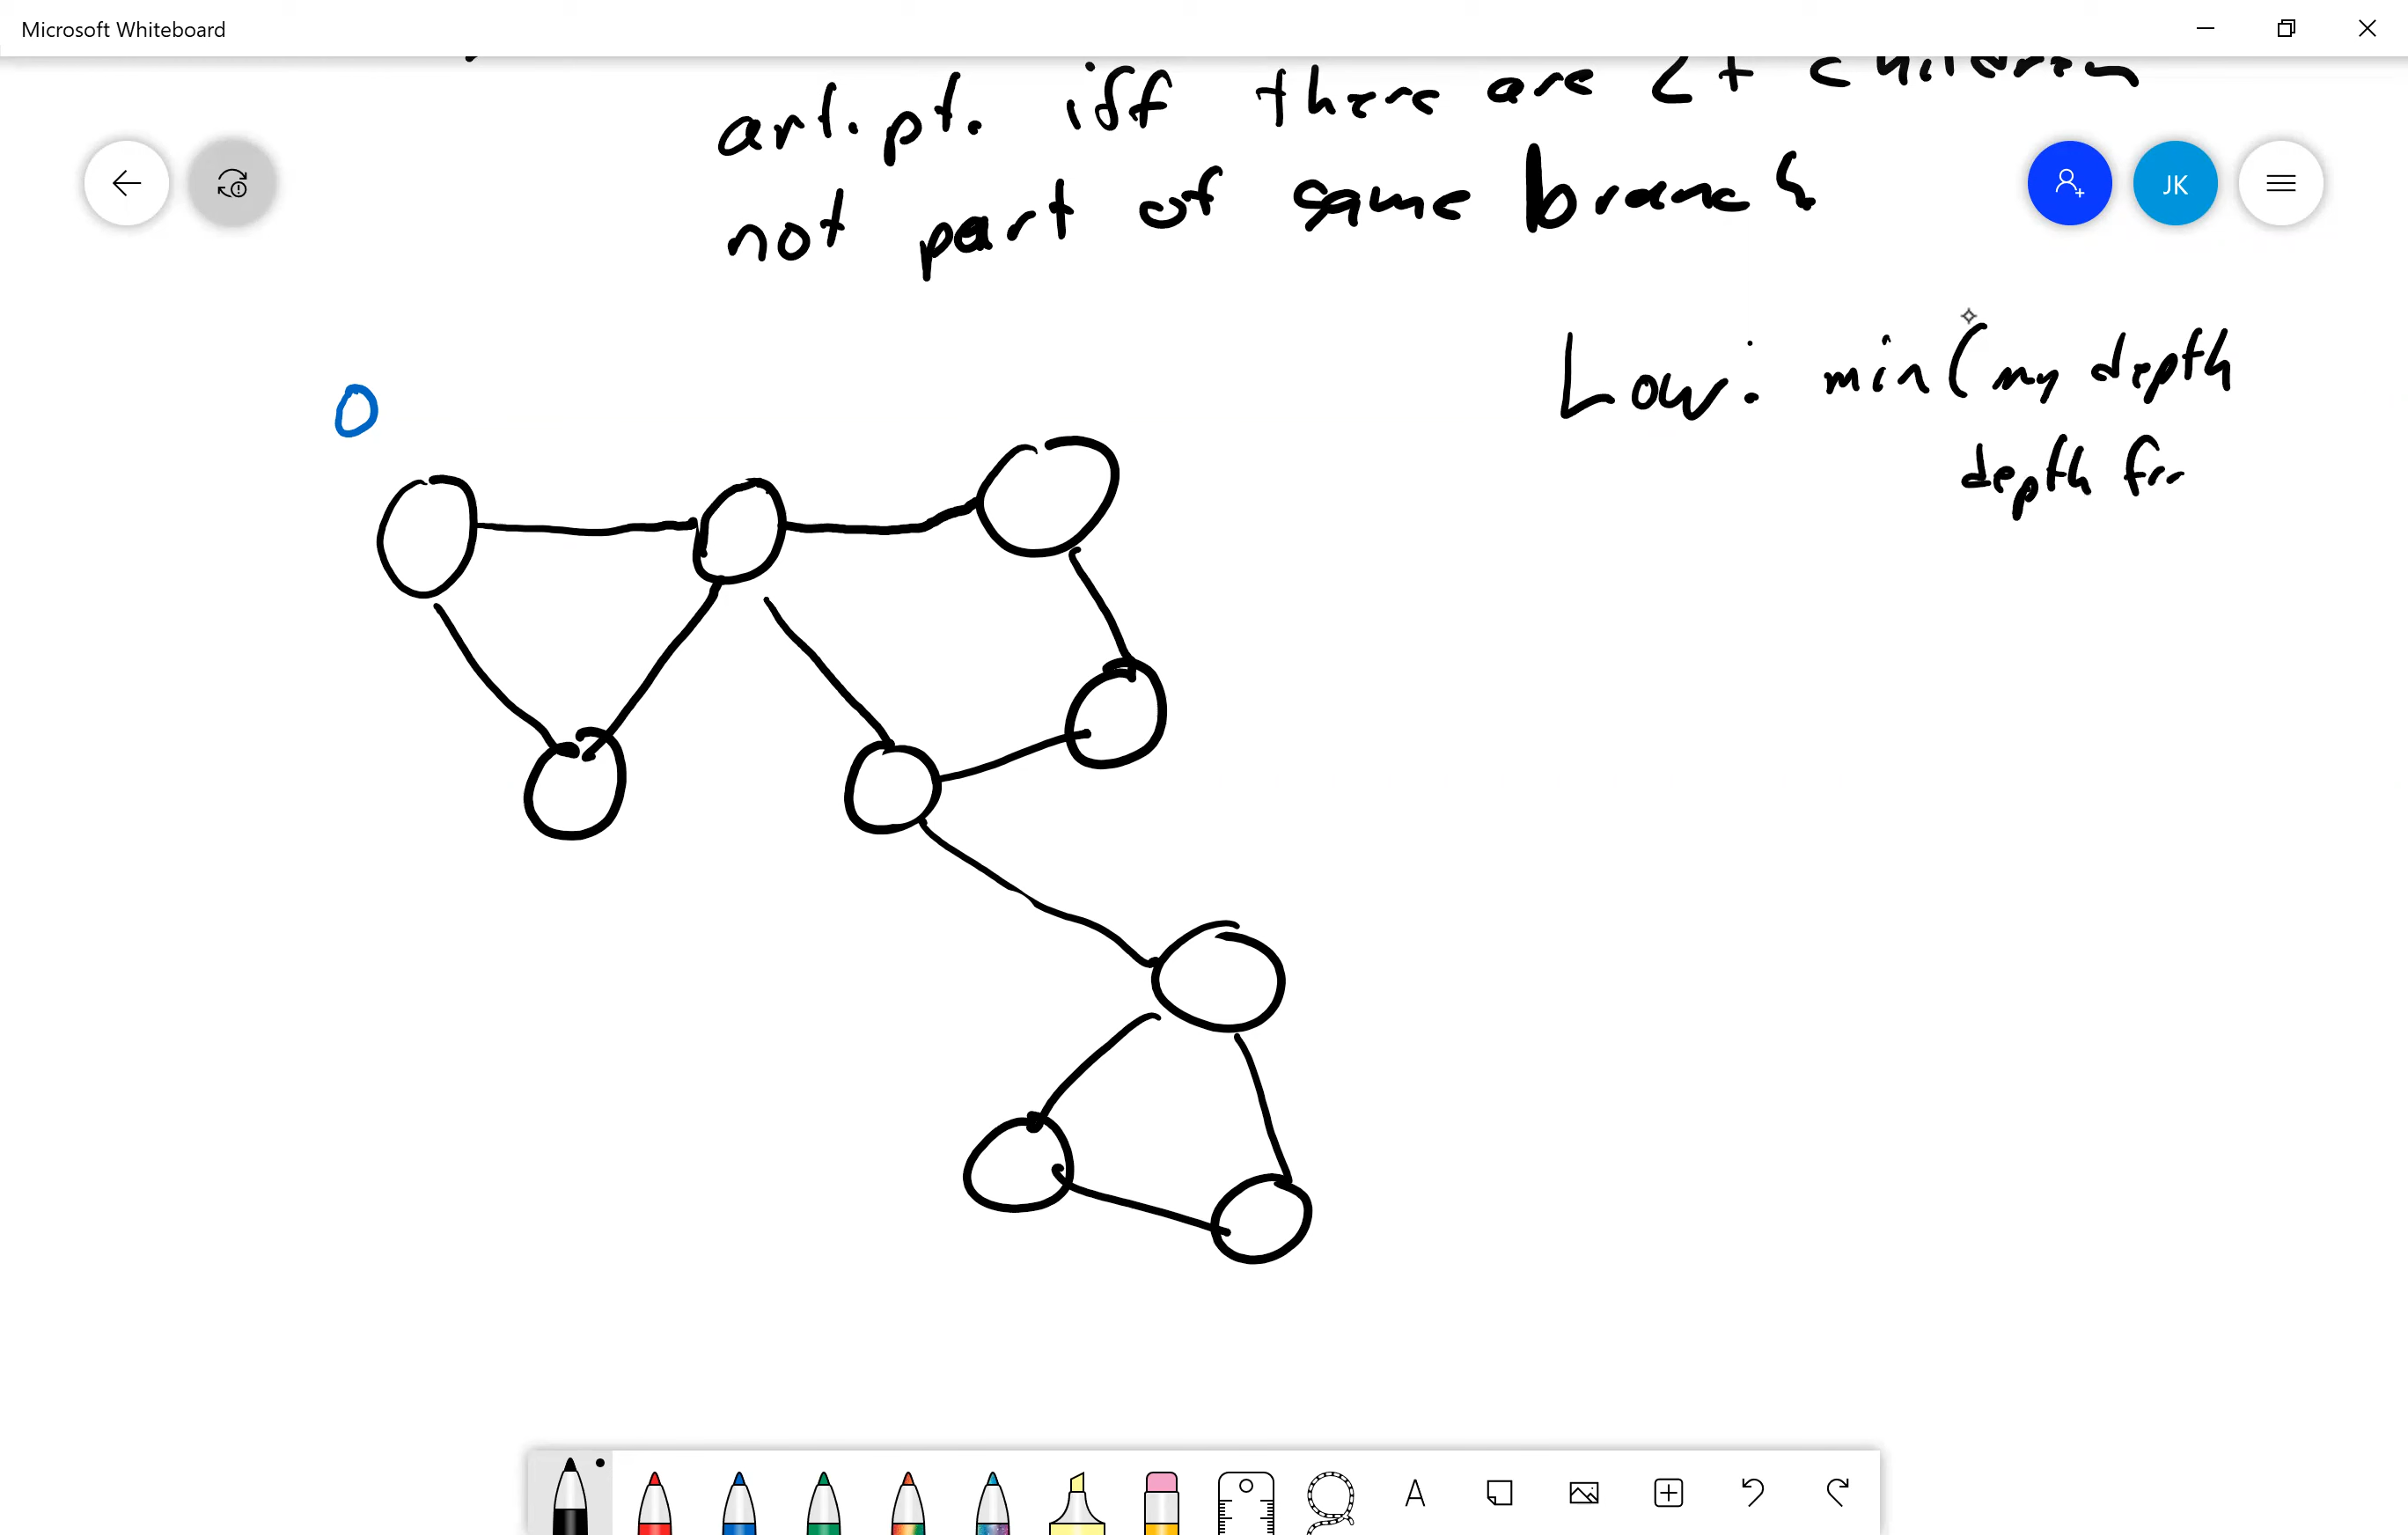 Microsoft Whiteboard
art. pt. iff there are 2+ children
not part of same branch
JK
Low: min(my depth
depth fr
0
A